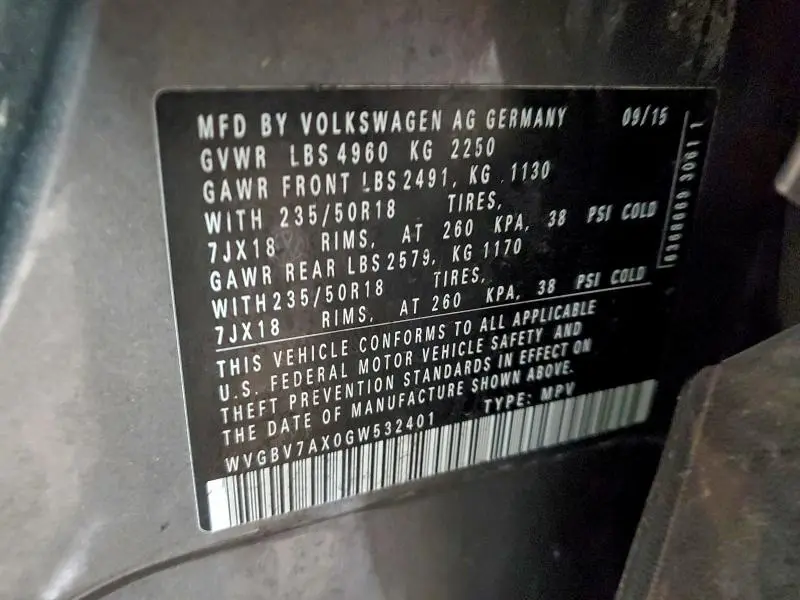 MFD BY VOLKSWAGEN AG GERMANY 09/15
GVWR LBS 4960 KG 2250
GAWR FRONT LBS 2491, KG. 1130
WITH 235/50R18 TIRES,
7JX18 RIMS, AT 260 KPA, 38 PSI COLD
GAWR REAR LBS 2579, KG 1170
WITH 235/50R18 TIRES,
7JX18 RIMS, AT 260 KPA, 38 PSI COLD
THIS VEHICLE CONFORMS TO ALL APPLICABLE
U.S. FEDERAL MOTOR VEHICLE SAFETY AND
THEFT PREVENTION STANDARDS IN EFFECT ON
THE DATE OF MANUFACTURE SHOWN ABOVE.
WVGBV7AX0GW532401 TYPE: MPV